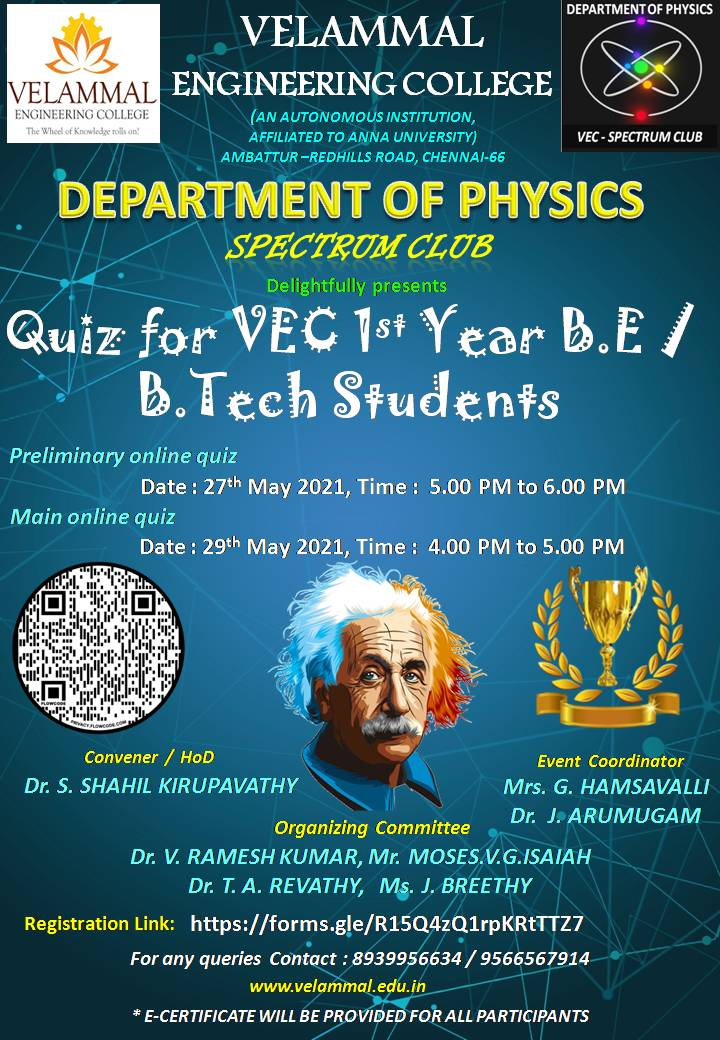 VELAMMAL
ENGINEERING COLLEGE
The Wheel of Knowledge rolls on!
VELAMMAL
ENGINEERING COLLEGE
(AN AUTONOMOUS INSTITUTION,
AFFILIATED TO ANNA UNIVERSITY)
AMBATTUR –REDHILLS ROAD, CHENNAI-66
DEPARTMENT OF PHYSICS
VEC - SPECTRUM CLUB
DEPARTMENT OF PHYSICS
SPECTRUM CLUB
Delightfully presents
Quiz for VEC 1st Year B.E /
B.Tech Students
Preliminary online quiz
Date : 27th May 2021, Time : 5.00 PM to 6.00 PM
Main online quiz
Date : 29th May 2021, Time : 4.00 PM to 5.00 PM
FLOWCODE
PRIVACY.FLOWCODE.COM
Convener / HoD
Dr. S. SHAHIL KIRUPAVATHY
Event Coordinator
Mrs. G. HAMSAVALLI
Dr. J. ARUMUGAM
Organizing Committee
Dr. V. RAMESH KUMAR, Mr. MOSES.V.G.ISAIAH
Dr. T. A. REVATHY, Ms. J. BREETHY
Registration Link: https://forms.gle/R15Q4zQ1rpKRtTTZ7
For any queries Contact : 8939956634 / 9566567914
www.velammal.edu.in
* E-CERTIFICATE WILL BE PROVIDED FOR ALL PARTICIPANTS